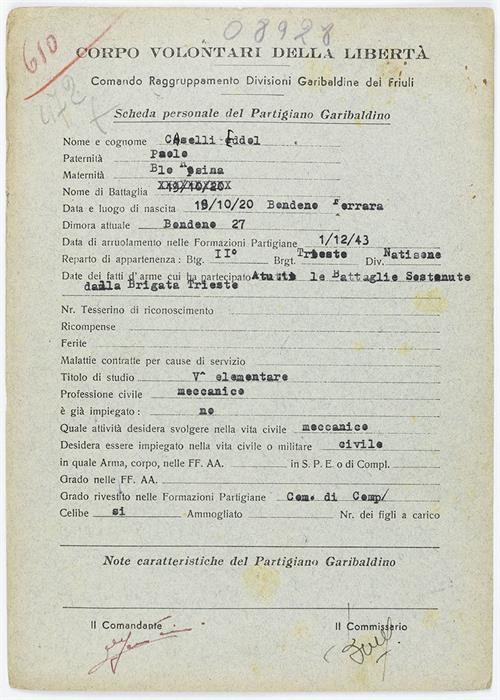 08928
610
CORPO VOLONTARI DELLA LIBERTÀ
Comando Raggruppamento Divisioni Garibaldine del Friuli
Scheda personale del Partigiano Garibaldino
Nome e cognome Caselli Eddel
Paternità Paolo
Maternità Blo Rosina
Nome di Battaglia
Data e luogo di nascita 19/10/20 Bondeno Ferrara
Dimora attuale Bondeno 27
Data di arruolamento nelle Formazioni Partigiane 1/12/43
Reparto di appartenenza: Btg. II° Brgt. Trieste Div. Natisone
Date dei fatti d'arme cui ha partecipato Atutti le Battaglie Sostenute
dalla Brigata Trieste
Nr. Tesserino di riconoscimento
Ricompense
Ferite
Malattie contratte per cause di servizio
Titolo di studio V^ elementare
Professione civile meccanico
è già impiegato: no
Quale attività desidera svolgere nella vita civile meccanico
Desidera essere impiegato nella vita civile o militare civile
in quale Arma, corpo, nelle FF. AA. in S. P. E. o di Compl.
Grado nelle FF. AA.
Grado rivestito nelle Formazioni Partigiane Com. di Comp/
Celibe si Ammogliato Nr. dei figli a carico
Note caratteristiche del Partigiano Garibaldino
Il Comandante Il Commissario